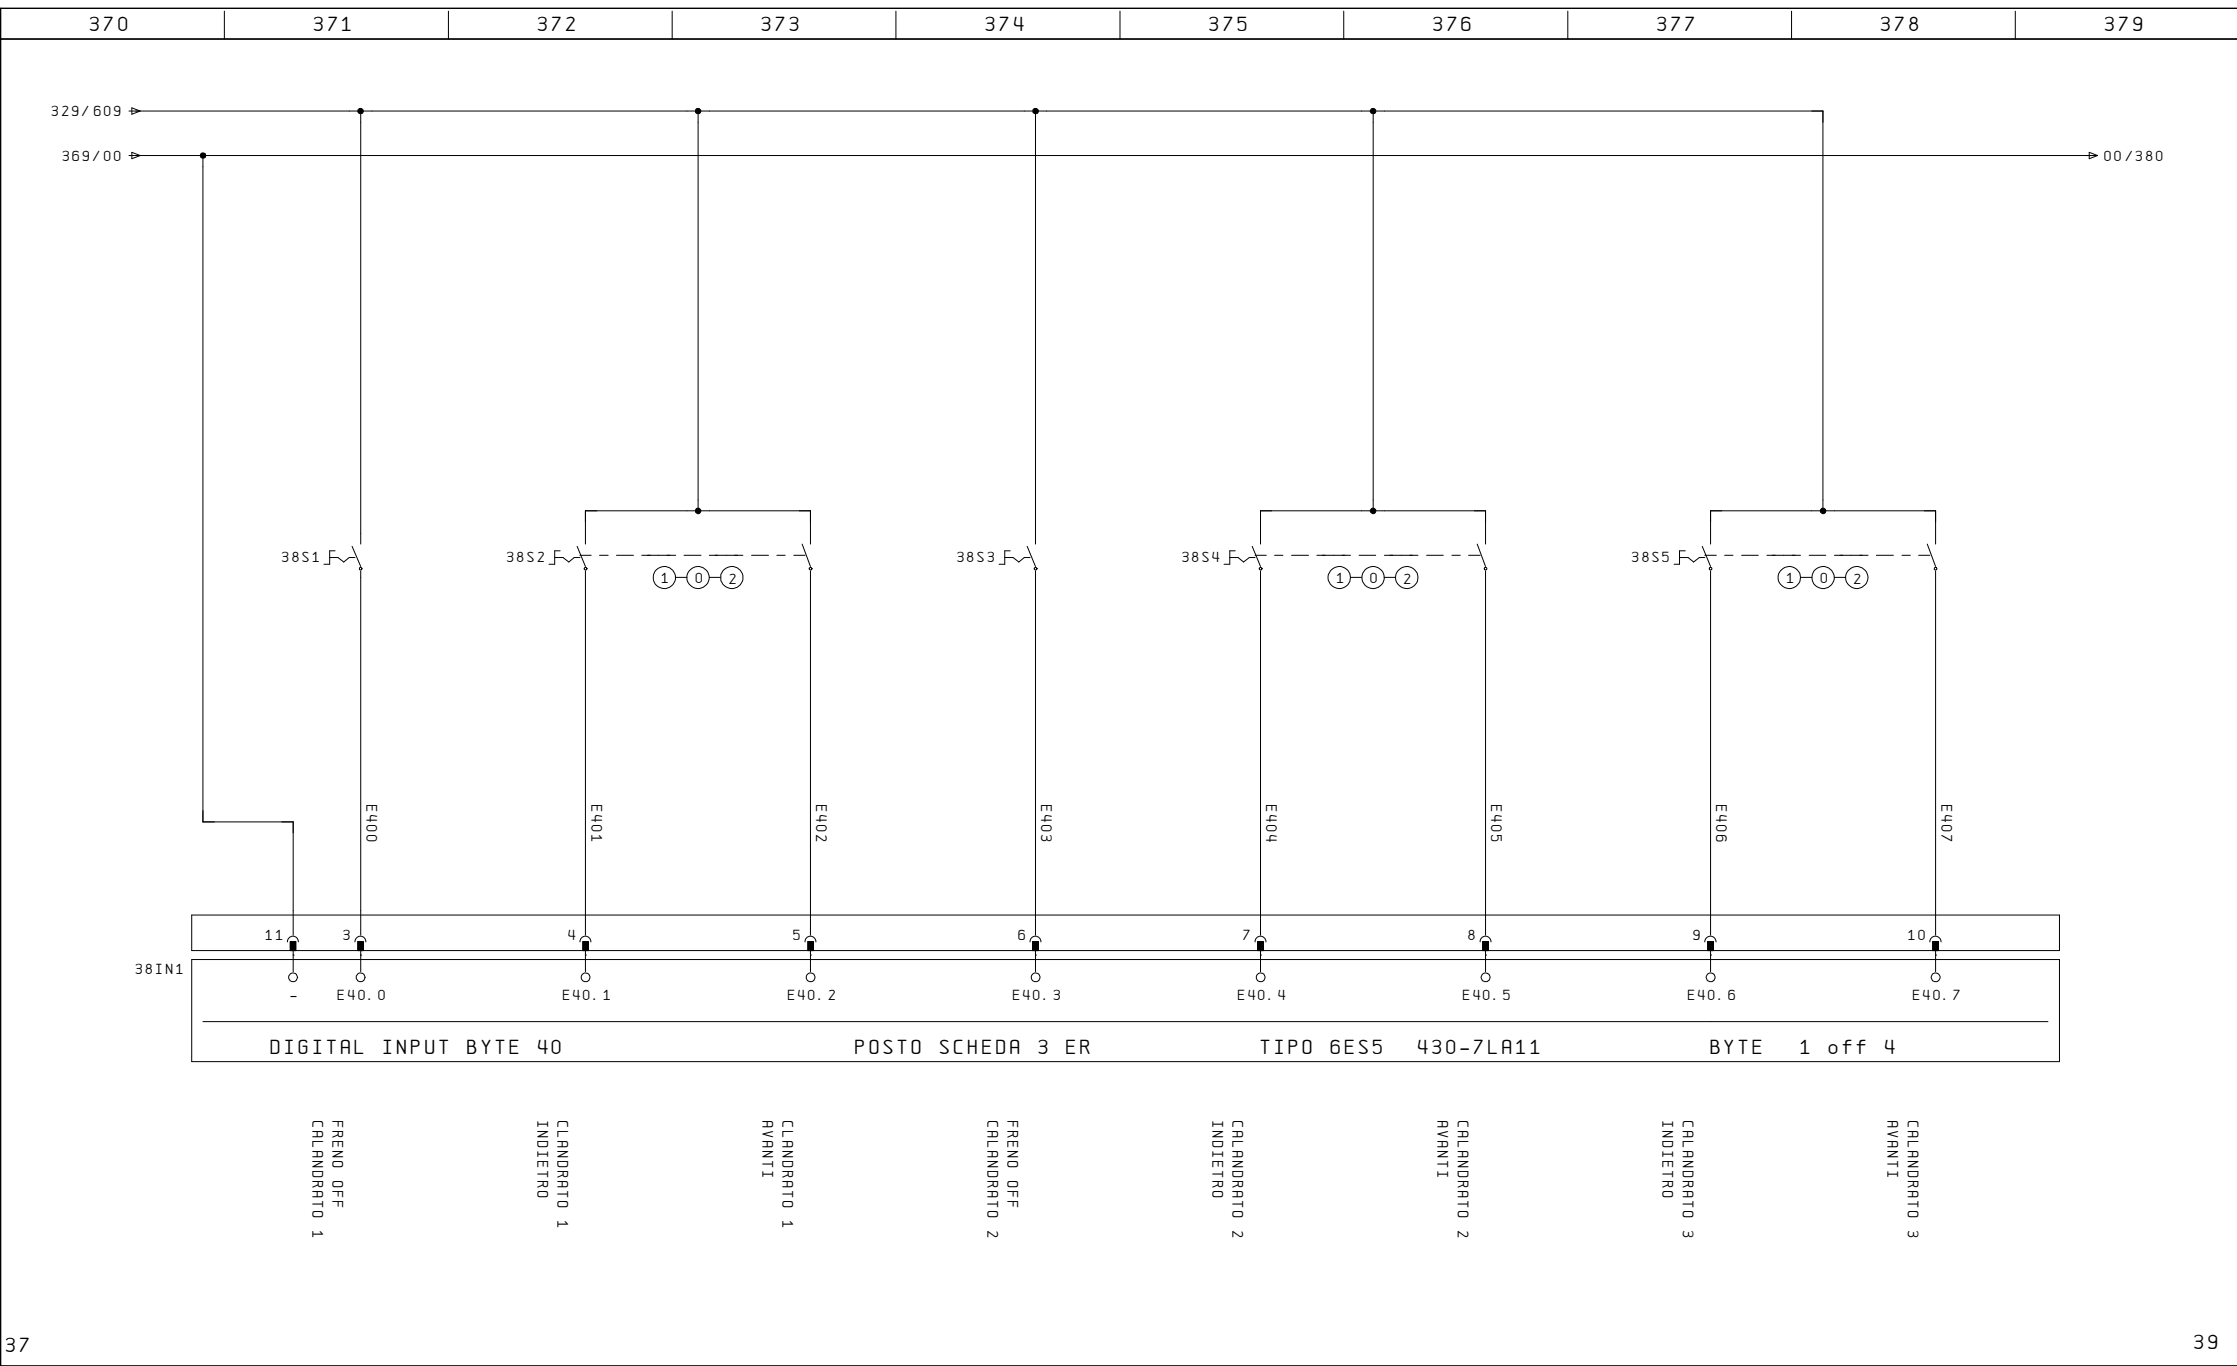 370 371 372 373 374 375 376 377 378 379
329/609
369/00 00/380
38S1 38S2 38S3 38S4 38S5
1 0 2 1 0 2 1 0 2
E400 E401 E402 E403 E404 E405 E406 E407
11 3 4 5 6 7 8 9 10
38IN1
- E40.0 E40.1 E40.2 E40.3 E40.4 E40.5 E40.6 E40.7
DIGITAL INPUT BYTE 40 POSTO SCHEDA 3 ER TIPO 6ES5 430-7LA11 BYTE 1 off 4
FRENO OFF
CALANDRATO 1
CLANDRATO 1
INDIETRO
CLANDRATO 1
AVANTI
FRENO OFF
CALANDRATO 2
CALANDRATO 2
INDIETRO
CALANDRATO 2
AVANTI
CALANDRATO 3
INDIETRO
CALANDRATO 3
AVANTI
37 39